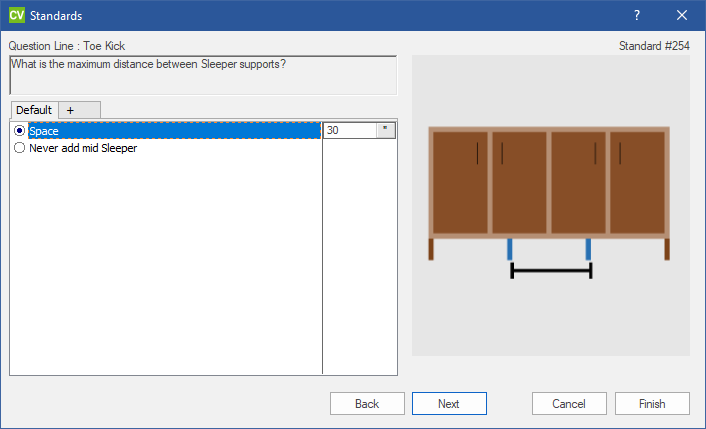 CV Standards ?
Question Line : Toe Kick
Standard #254
What is the maximum distance between Sleeper supports?
Default +
Space 30 "
Never add mid Sleeper
Back Next Cancel Finish